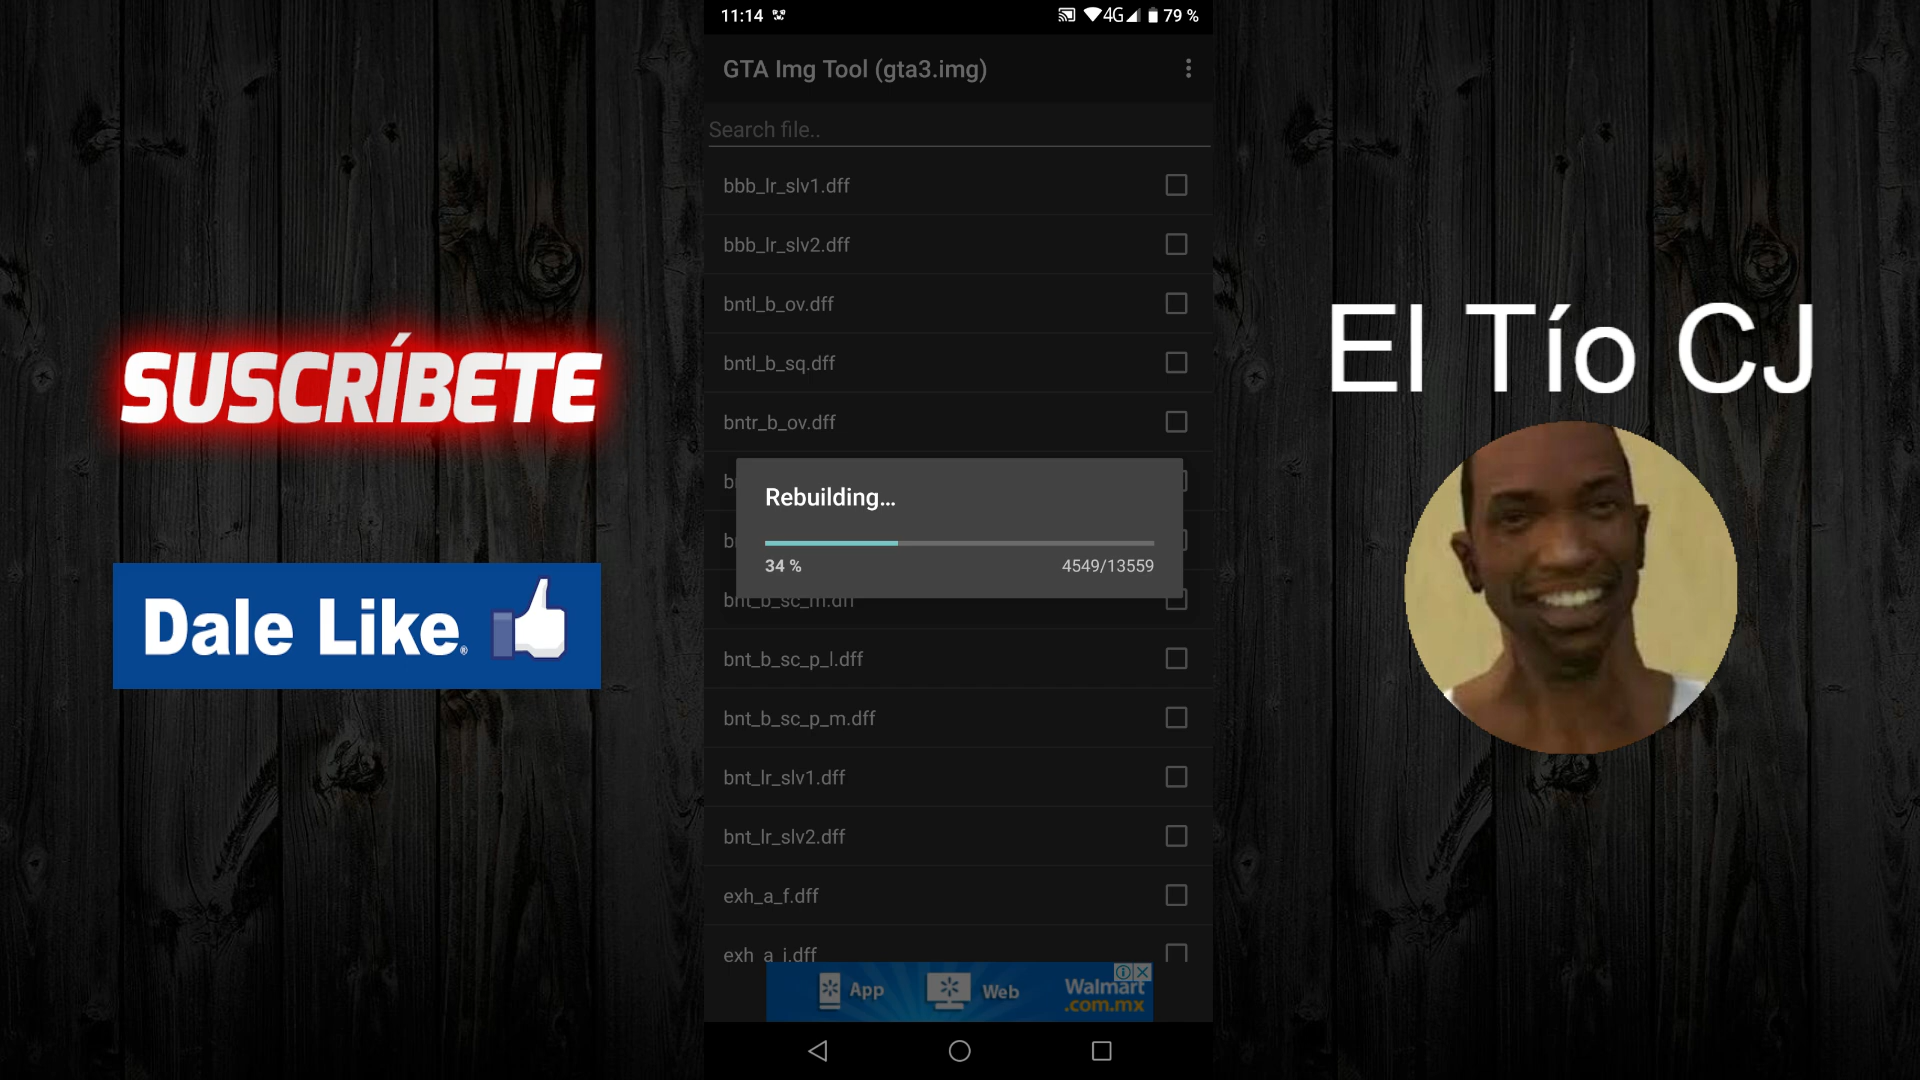 11:14
4G 79 %
GTA Img Tool (gta3.img)
Search file..
bbb_lr_slv1.dff
bbb_lr_slv2.dff
bntl_b_ov.dff
bntl_b_sq.dff
bntr_b_ov.dff
Rebuilding...
34 %
4549/13559
bnt_b_sc_m.dff
bnt_b_sc_p_l.dff
bnt_b_sc_p_m.dff
bnt_lr_slv1.dff
bnt_lr_slv2.dff
exh_a_f.dff
App
Web
Walmart
.com.mx
SUSCRÍBETE
Dale Like®
El Tío CJ